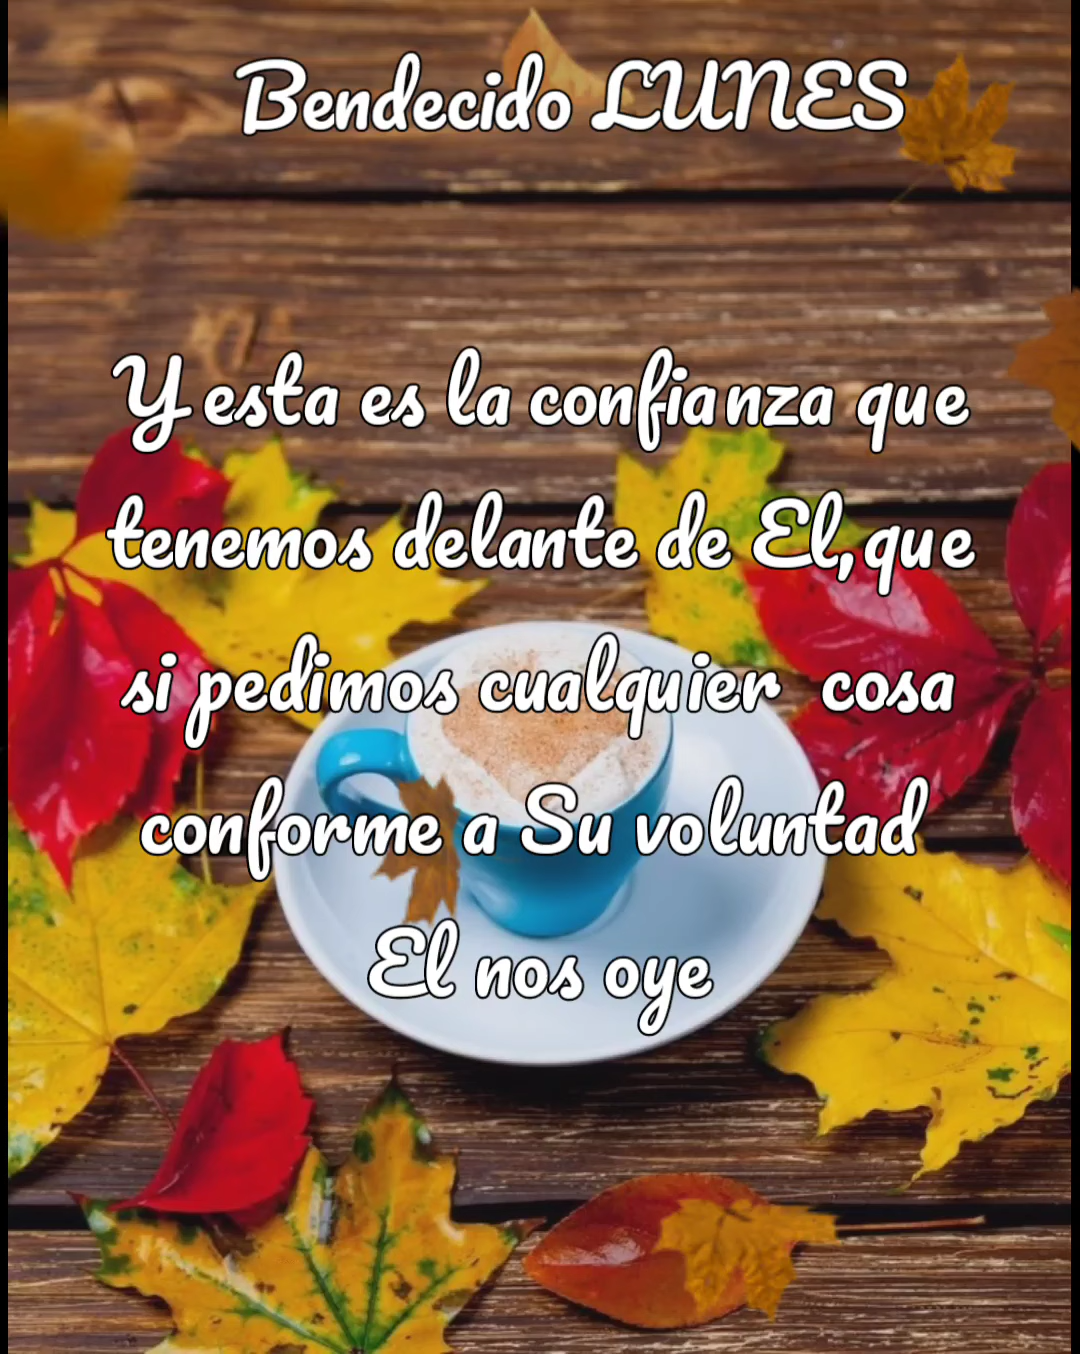 Bendecido LUNES
Y esta es la confianza que
tenemos delante de El, que
si pedimos cualquier cosa
conforme a Su voluntad
El nos oye